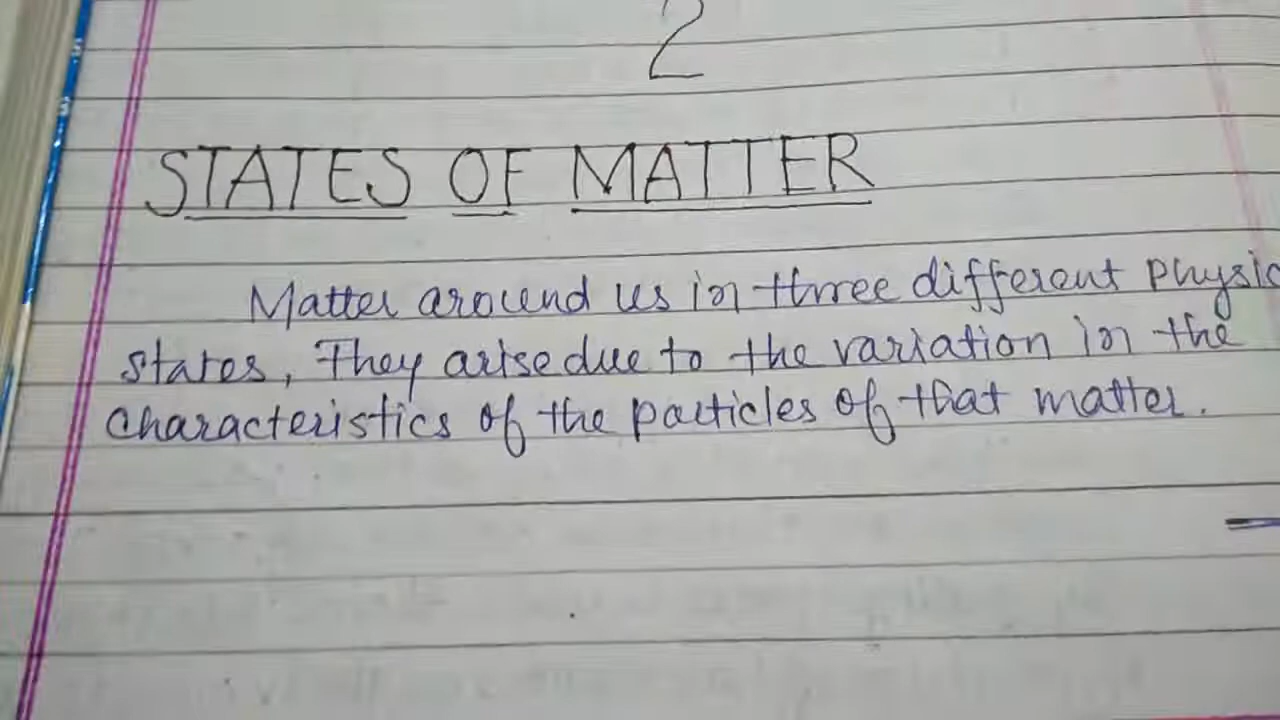 2
STATES OF MATTER
Matter around us in three different Physic
states, They arise due to the variation in the
characteristics of the particles of that matter.